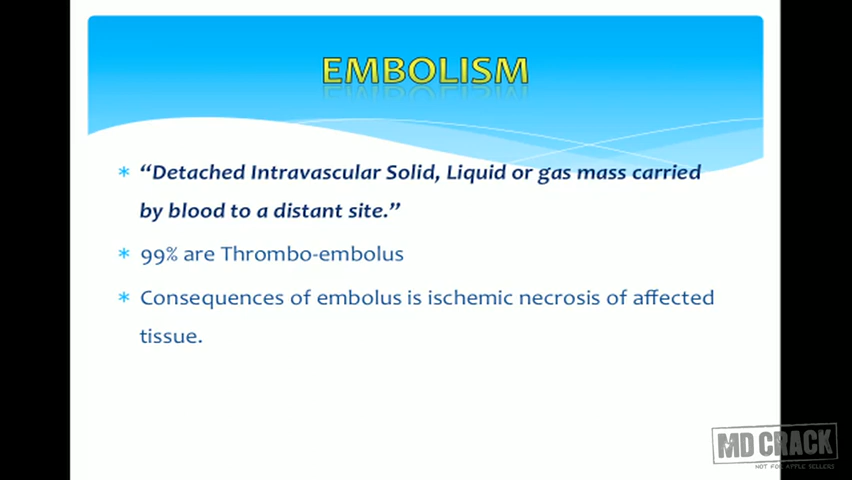 EMBOLISM
“Detached Intravascular Solid, Liquid or gas mass carried
by blood to a distant site.”
99% are Thrombo-embolus
Consequences of embolus is ischemic necrosis of affected
tissue.
MD CRACK
NOT FOR APPLE SELLERS